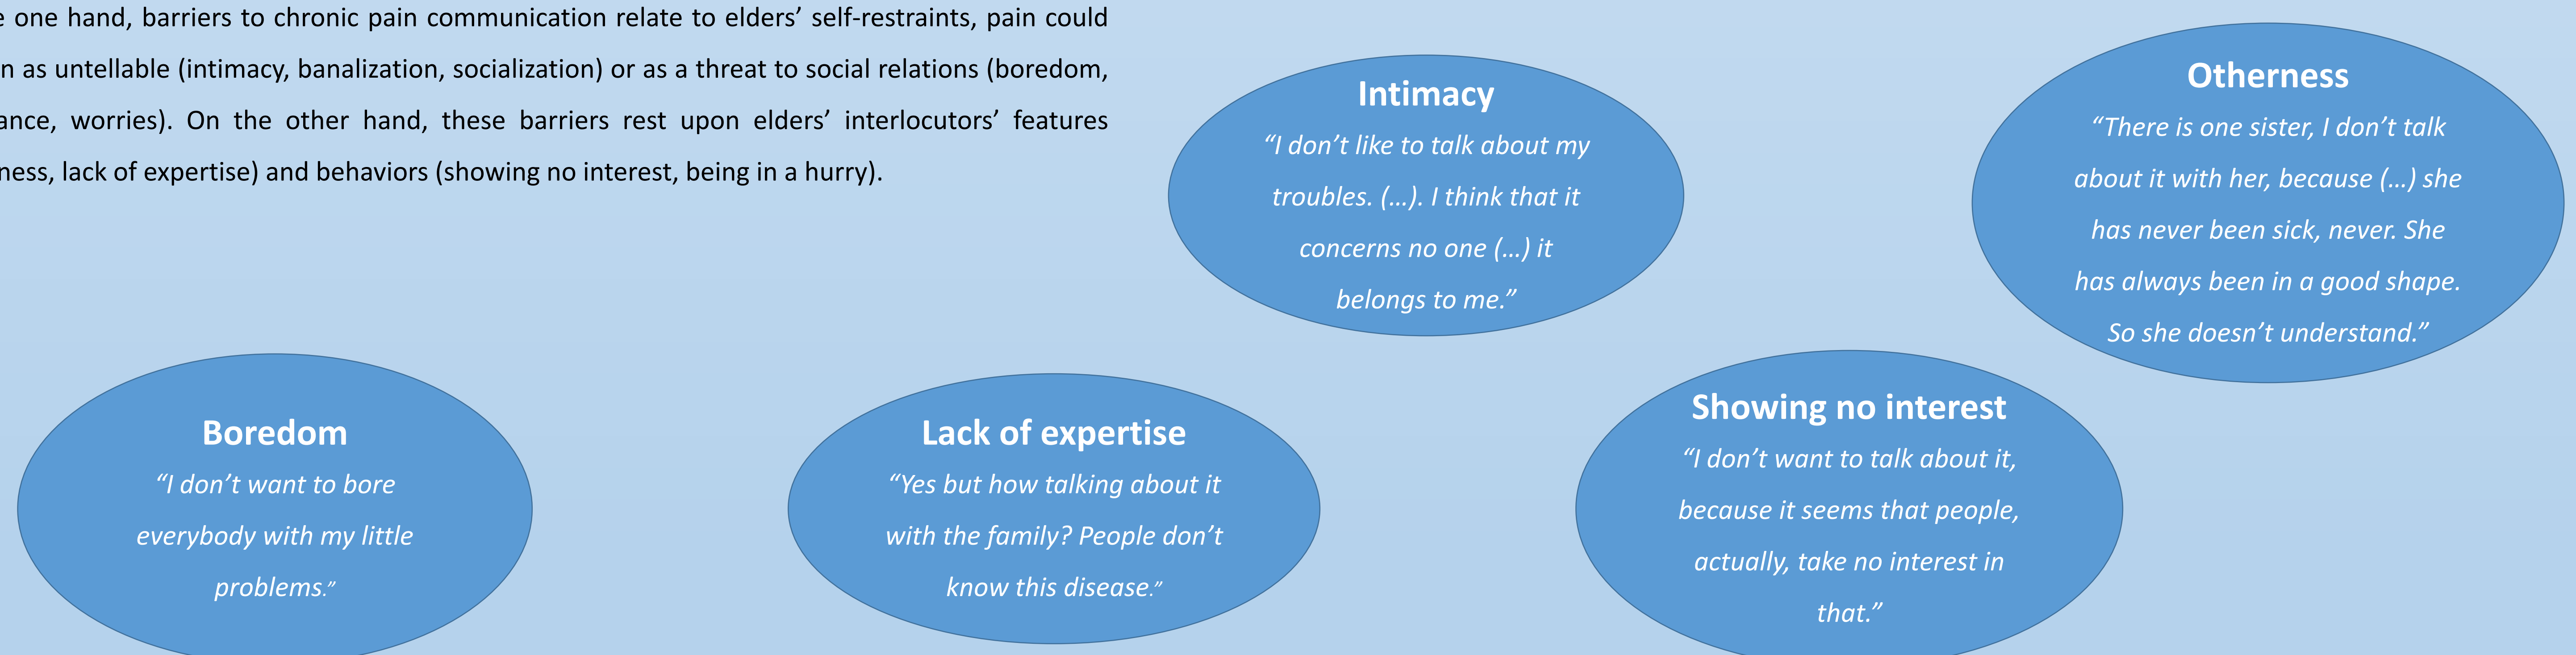 one hand, barriers to chronic pain communication relate to elders’ self-restraints, pain could
as untellable (intimacy, banalization, socialization) or as a threat to social relations (boredom,
worries). On the other hand, these barriers rest upon elders’ interlocutors’ features
lack of expertise) and behaviors (showing no interest, being in a hurry).
Intimacy
“I don’t like to talk about my
troubles. (…). I think that it
concerns no one (…) it
belongs to me.”
Otherness
“There is one sister, I don’t talk
about it with her, because (…) she
has never been sick, never. She
has always been in a good shape.
So she doesn’t understand.”
Boredom
“I don’t want to bore
everybody with my little
problems.”
Lack of expertise
“Yes but how talking about it
with the family? People don’t
know this disease.”
Showing no interest
“I don’t want to talk about it,
because it seems that people,
actually, take no interest in
that.”